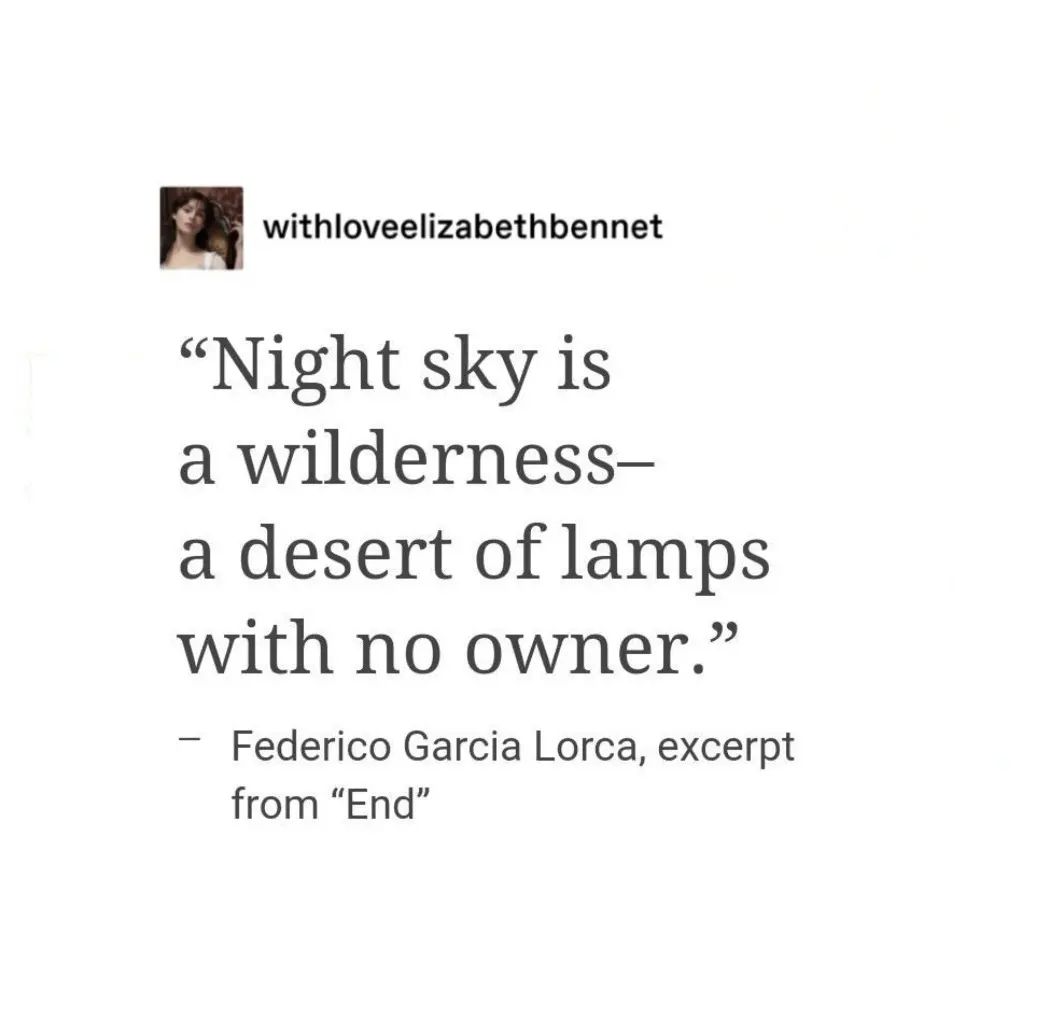 withloveelizabethbennet
“Night sky is
a wilderness–
a desert of lamps
with no owner.”
– Federico Garcia Lorca, excerpt
from “End”